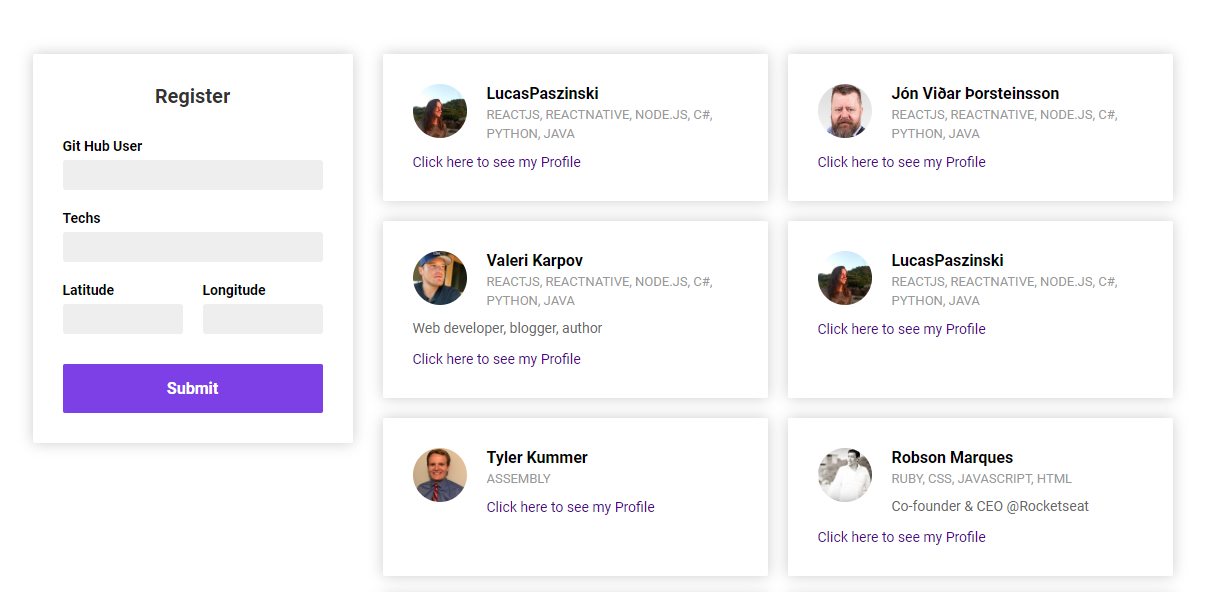 Register
Git Hub User
Techs
Latitude
Longitude
Submit
LucasPaszinski
REACTJS, REACTNATIVE, NODE.JS, C#,
PYTHON, JAVA
Click here to see my Profile
Jón Viðar Þorsteinsson
REACTJS, REACTNATIVE, NODE.JS, C#,
PYTHON, JAVA
Click here to see my Profile
Valeri Karpov
REACTJS, REACTNATIVE, NODE.JS, C#,
PYTHON, JAVA
Web developer, blogger, author
Click here to see my Profile
LucasPaszinski
REACTJS, REACTNATIVE, NODE.JS, C#,
PYTHON, JAVA
Click here to see my Profile
Tyler Kummer
ASSEMBLY
Click here to see my Profile
Robson Marques
RUBY, CSS, JAVASCRIPT, HTML
Co-founder & CEO @Rocketseat
Click here to see my Profile